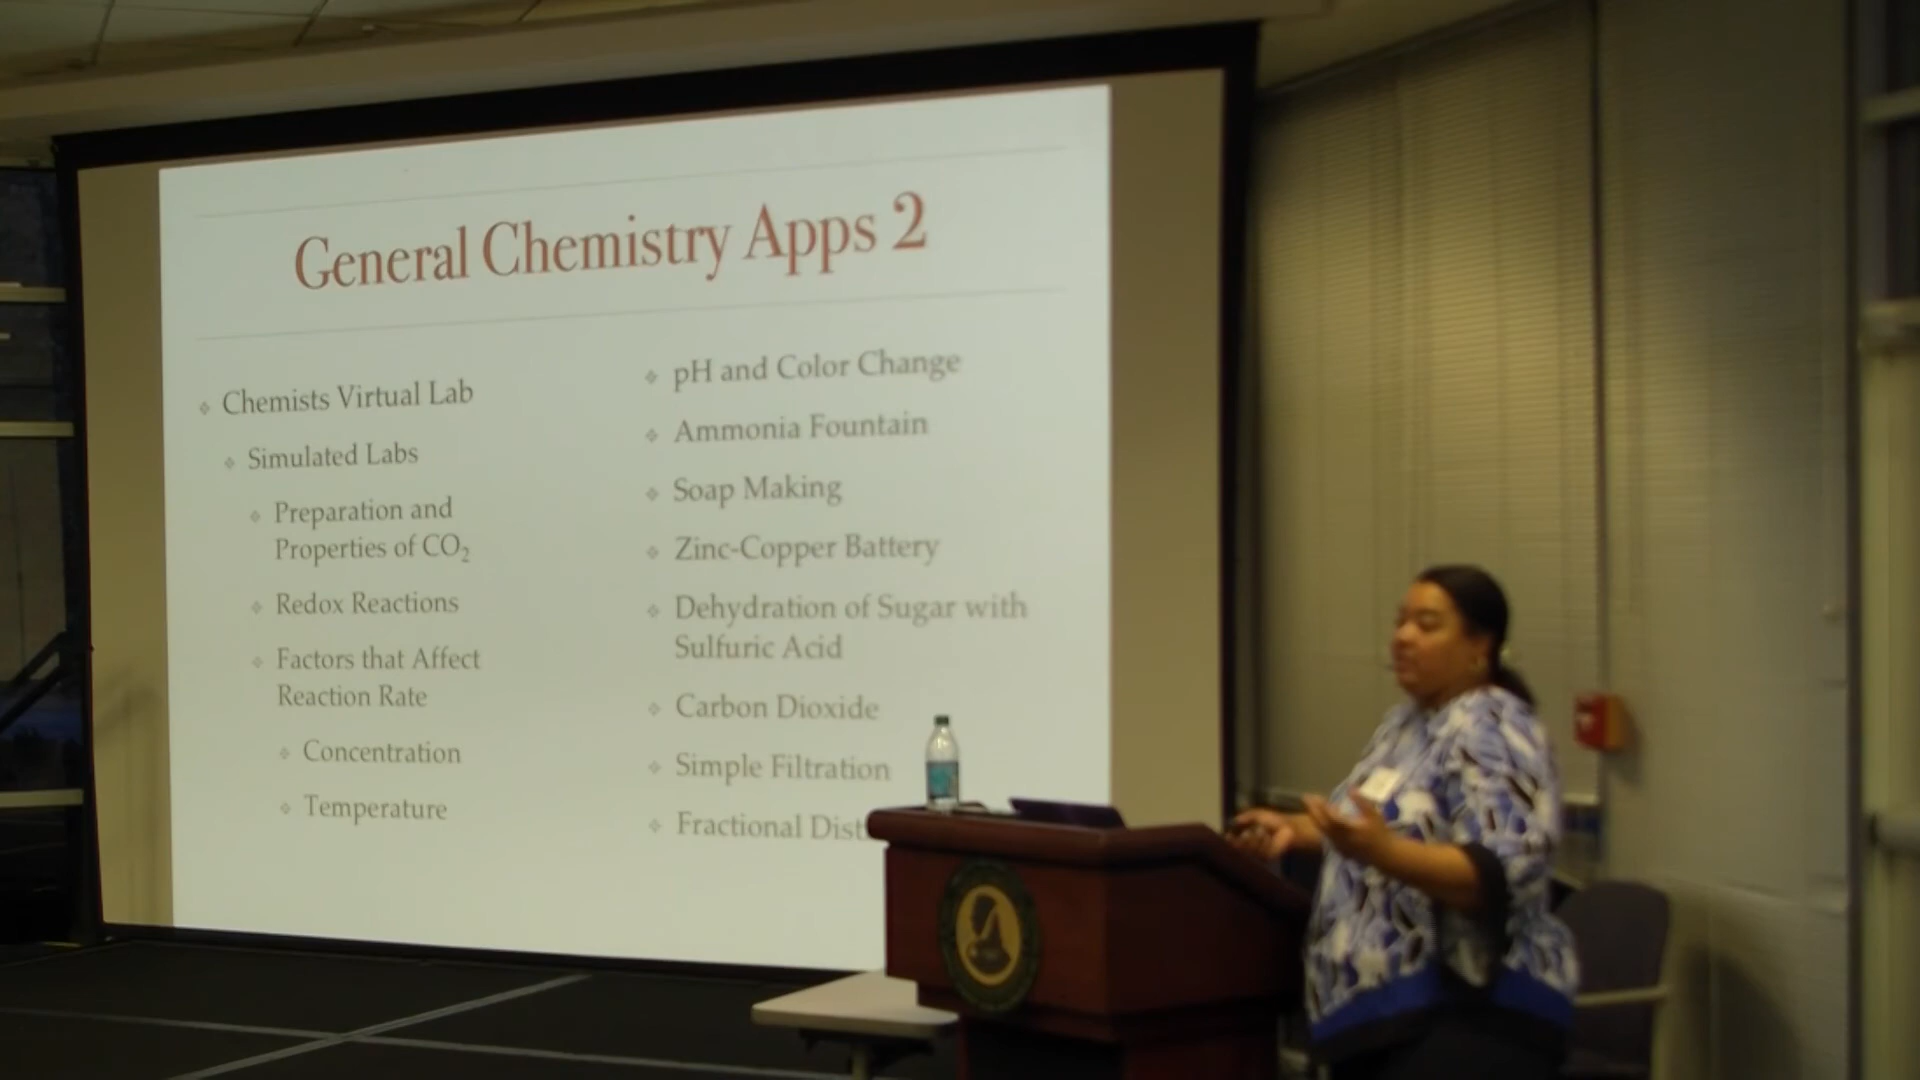 General Chemistry Apps 2
Chemists Virtual Lab
Simulated Labs
Preparation and
Properties of CO₂
Redox Reactions
Factors that Affect
Reaction Rate
Concentration
Temperature
pH and Color Change
Ammonia Fountain
Soap Making
Zinc-Copper Battery
Dehydration of Sugar with
Sulfuric Acid
Carbon Dioxide
Simple Filtration
Fractional